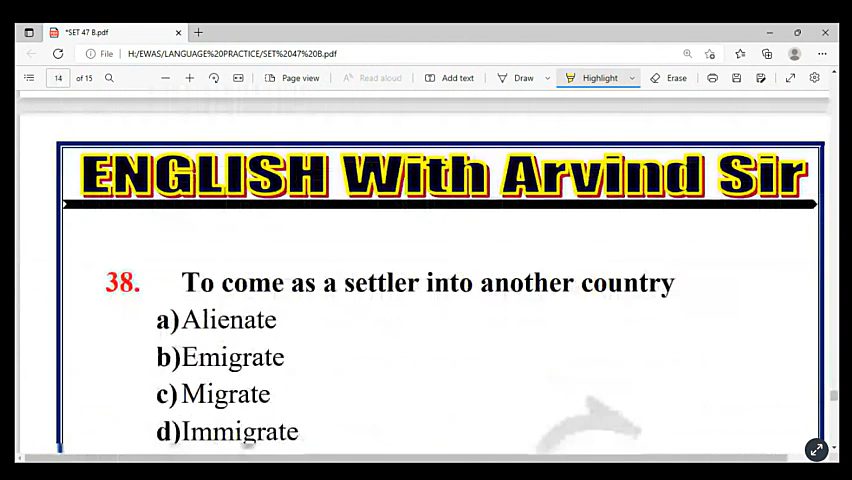 *SET 47 B.pdf
File
H:/EWAS/LANGUAGE%20PRACTICE/SET%2047%20B.pdf
14 of 15
Page view
Read aloud
Add text
Draw
Highlight
Erase
ENGLISH With Arvind Sir
38. To come as a settler into another country
a)Alienate
b)Emigrate
c)Migrate
d)Immigrate